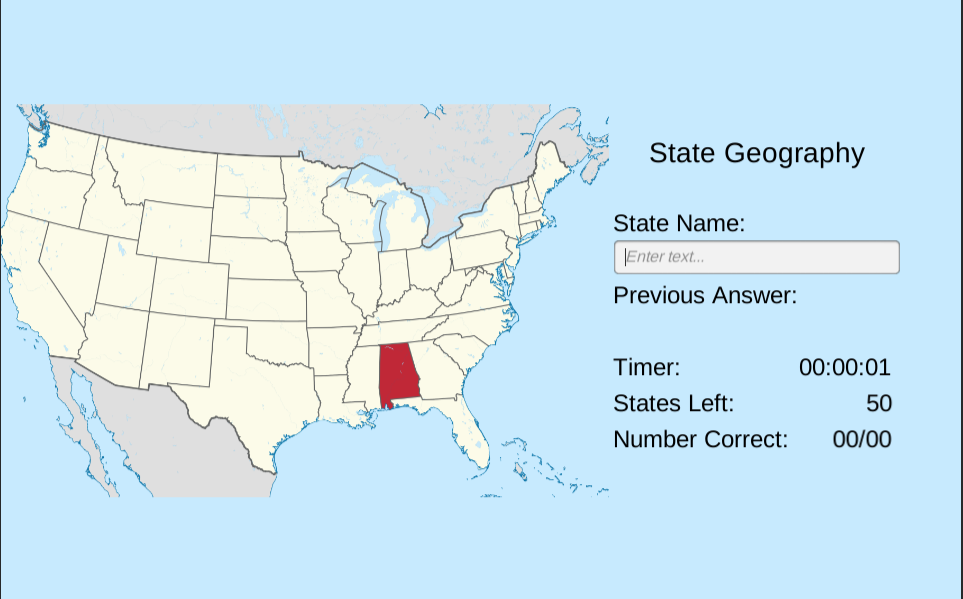 State Geography
State Name:
Enter text...
Previous Answer:
Timer: 00:00:01
States Left: 50
Number Correct: 00/00